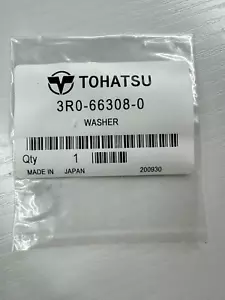 TOHATSU
3R0-66308-0
WASHER
Qty 1
MADE IN JAPAN 200930